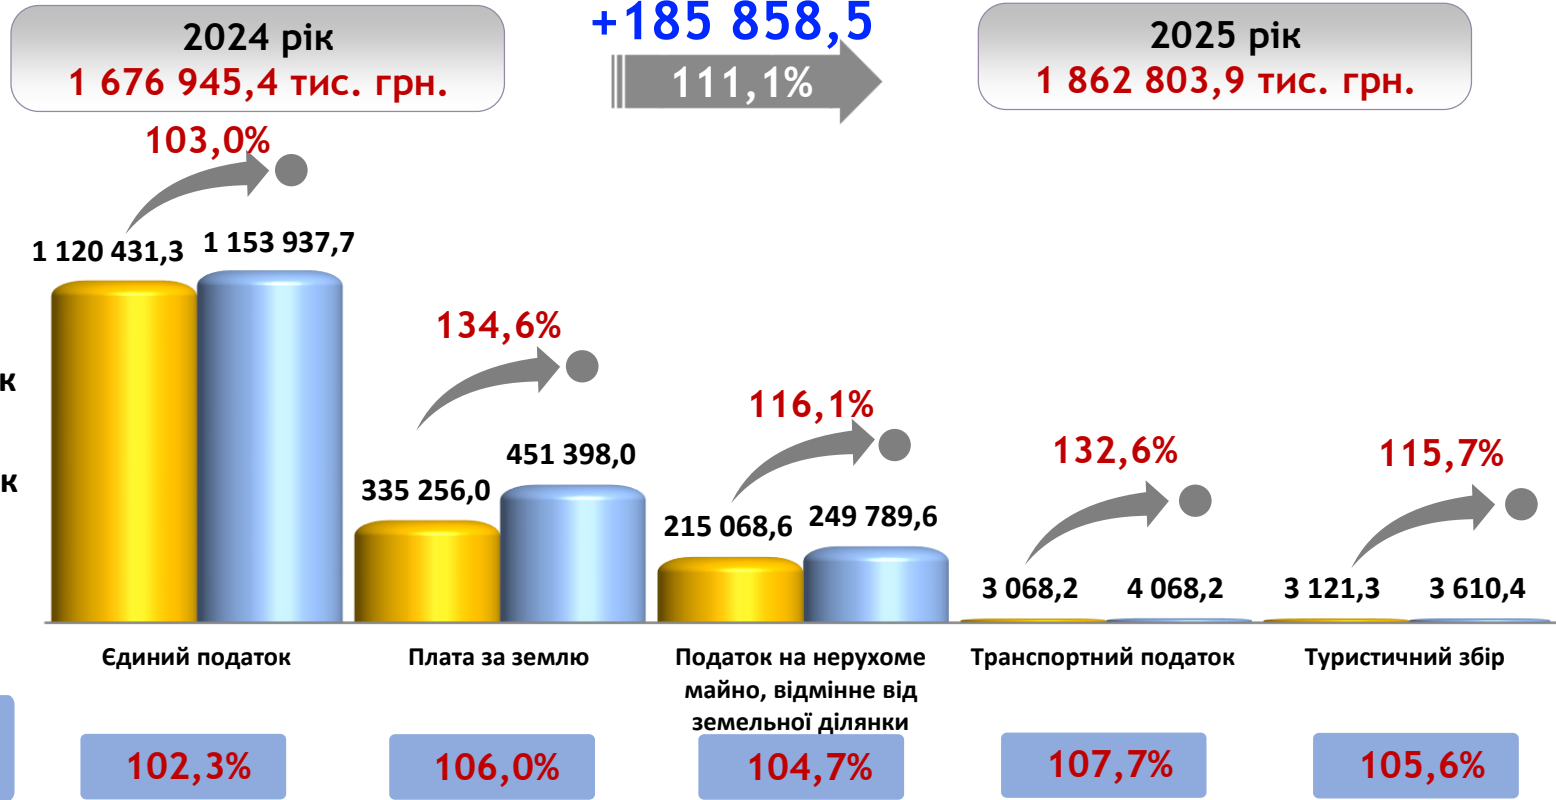 2024 рік
1 676 945,4 тис. грн.
+185 858,5
111,1%
2025 рік
1 862 803,9 тис. грн.
103,0%
1 120 431,3
1 153 937,7
134,6%
335 256,0
451 398,0
116,1%
215 068,6
249 789,6
132,6%
3 068,2
4 068,2
115,7%
3 121,3
3 610,4
к
к
Єдиний податок
Плата за землю
Податок на нерухоме
майно, відмінне від
земельної ділянки
Транспортний податок
Туристичний збір
102,3%
106,0%
104,7%
107,7%
105,6%